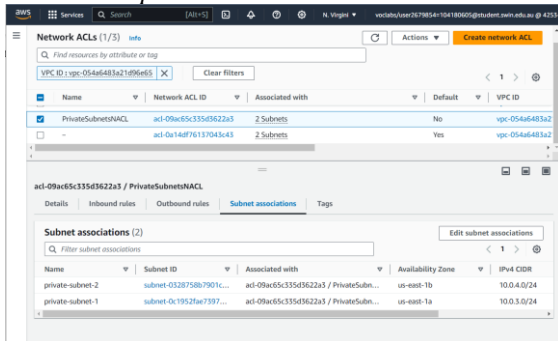 aws Services Search [Alt+S] N. Virgini voclabs/user2679854=104180605@student.swin.edu.au @ 4253-
Network ACLs (1/3) Info Actions Create network ACL
Find resources by attribute or tag
VPC ID : vpc-054a6483a21d96e65 Clear filters 1
Name Network ACL ID Associated with Default VPC ID
PrivateSubnetsNACL acl-09ac65c335d3622a3 2 Subnets No vpc-054a6483a2
- acl-0a14df76137043c43 2 Subnets Yes vpc-054a6483a2
acl-09ac65c335d3622a3 / PrivateSubnetsNACL
Details Inbound rules Outbound rules Subnet associations Tags
Subnet associations (2) Edit subnet associations
Filter subnet associations 1
Name Subnet ID Associated with Availability Zone IPv4 CIDR
private-subnet-2 subnet-0328758b7901c... acl-09ac65c335d3622a3 / PrivateSubn... us-east-1b 10.0.4.0/24
private-subnet-1 subnet-0c1952fae7397... acl-09ac65c335d3622a3 / PrivateSubn... us-east-1a 10.0.3.0/24